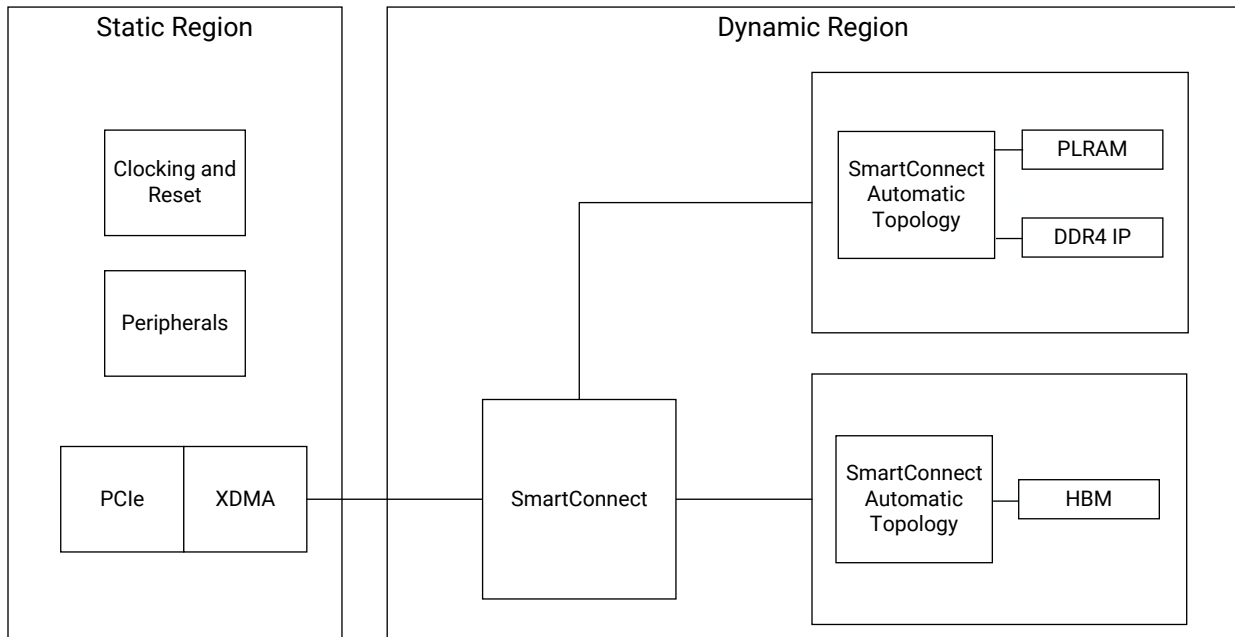 Static Region
Clocking and
Reset
Peripherals
PCIe
XDMA
Dynamic Region
SmartConnect
SmartConnect
Automatic
Topology
PLRAM
DDR4 IP
SmartConnect
Automatic
Topology
HBM